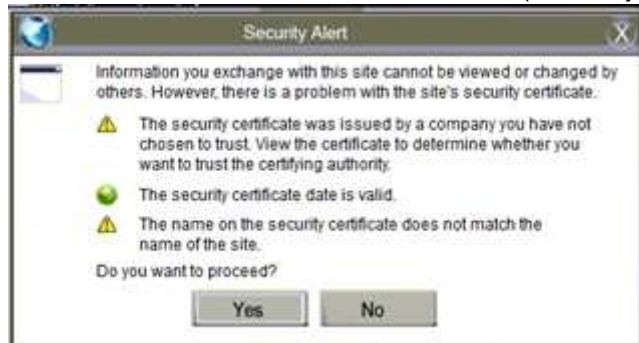 Security Alert
X
Information you exchange with this site cannot be viewed or changed by
others. However, there is a problem with the site's security certificate.
The security certificate was issued by a company you have not
chosen to trust. View the certificate to determine whether you
want to trust the certifying authority.
The security certificate date is valid.
The name on the security certificate does not match the
name of the site.
Do you want to proceed?
Yes No